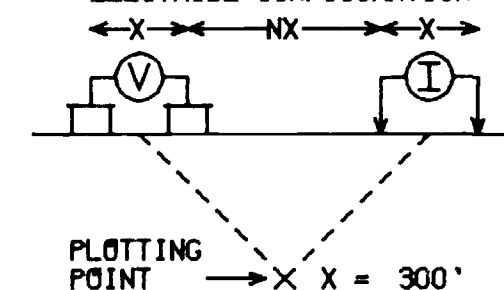 X NX X
V I
PLOTTING
POINT X X = 300'